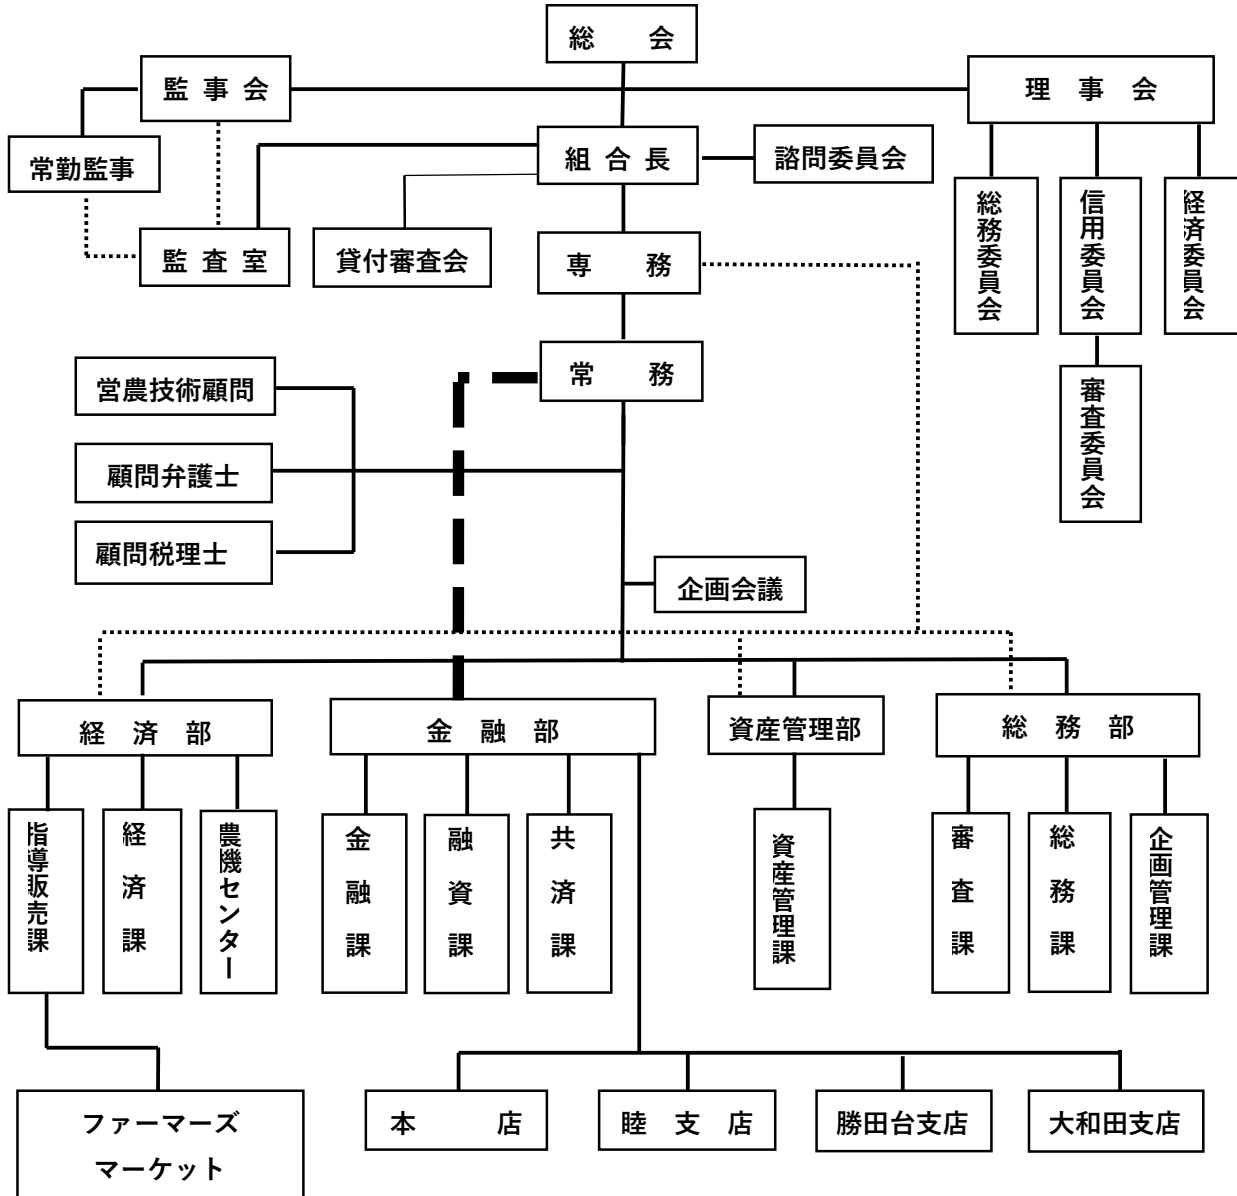 総　会
監 事 会
理 事 会
常勤監事
組 合 長
諮問委員会
監 査 室
貸付審査会
専　務
総務委員会
信用委員会
経済委員会
常　務
審査委員会
営農技術顧問
顧問弁護士
顧問税理士
企画会議
経 済 部
金 融 部
資産管理部
総 務 部
指導販売課
経済課
農機センター
金融課
融資課
共済課
資産管理課
審査課
総務課
企画管理課
ファーマーズ
マーケット
本　店
睦 支 店
勝田台支店
大和田支店